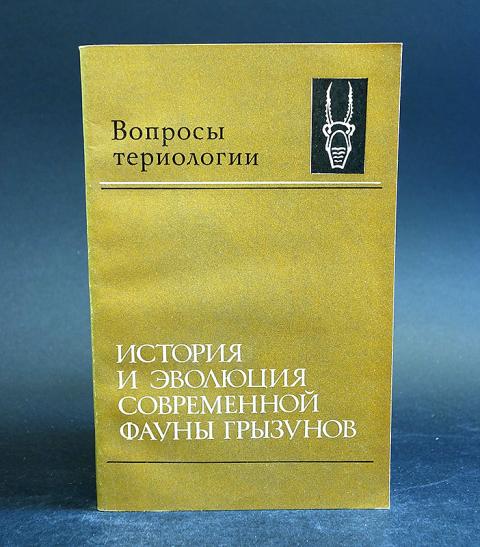 Вопросы
териологии
ИСТОРИЯ
И ЭВОЛЮЦИЯ
СОВРЕМЕННОЙ
ФАУНЫ ГРЫЗУНОВ